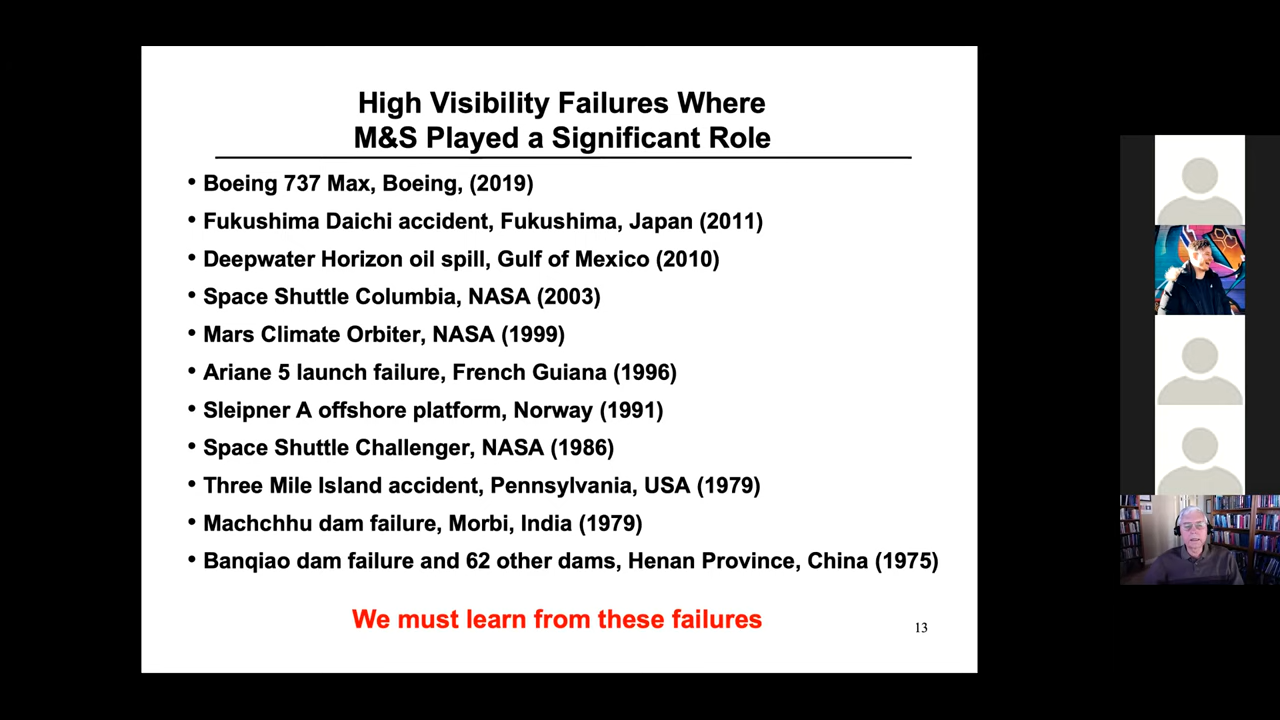 High Visibility Failures Where
M&S Played a Significant Role
• Boeing 737 Max, Boeing, (2019)
• Fukushima Daichi accident, Fukushima, Japan (2011)
• Deepwater Horizon oil spill, Gulf of Mexico (2010)
• Space Shuttle Columbia, NASA (2003)
• Mars Climate Orbiter, NASA (1999)
• Ariane 5 launch failure, French Guiana (1996)
• Sleipner A offshore platform, Norway (1991)
• Space Shuttle Challenger, NASA (1986)
• Three Mile Island accident, Pennsylvania, USA (1979)
• Machchhu dam failure, Morbi, India (1979)
• Banqiao dam failure and 62 other dams, Henan Province, China (1975)
We must learn from these failures
13